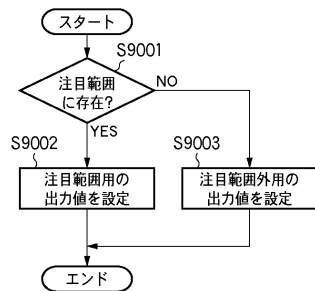 スタート
S9001
注目範囲
に存在?
NO
YES
S9002
S9003
注目範囲用の
出力値を設定
注目範囲外用の
出力値を設定
エンド